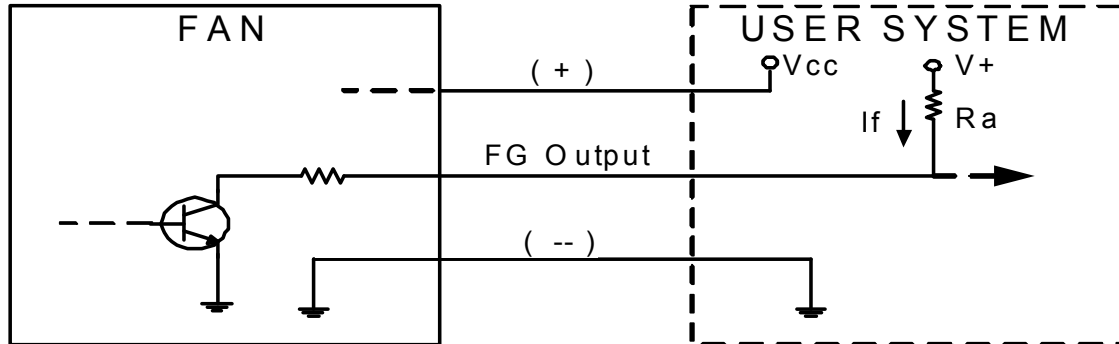 FAN
USER SYSTEM
( + )
Vcc
V+
If
Ra
FG Output
( -- )